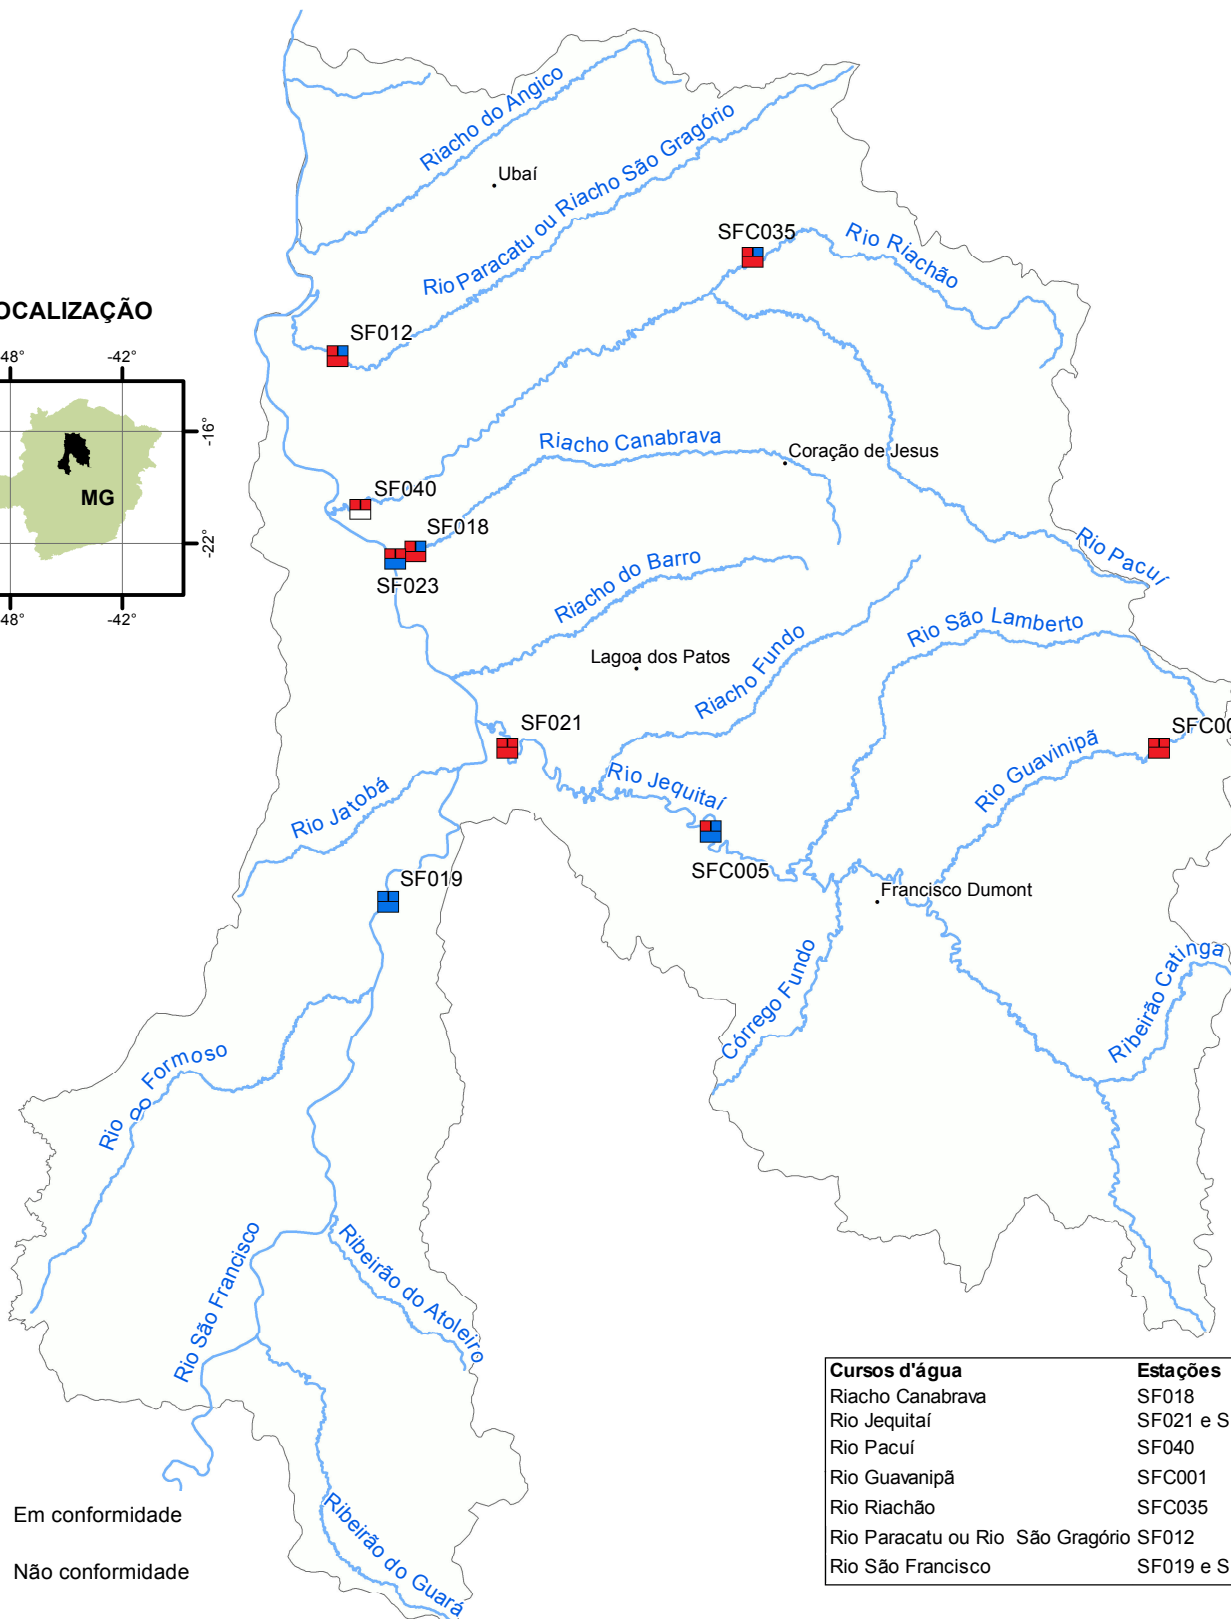 Riacho do Angico
Ubaí
Rio Paracatu ou Riacho São Gragório
SFC035
Rio Riachão
OCALIZAÇÃO
SF012
48°
-42°
-16°
MG
-22°
48°
-42°
Riacho Canabrava
Coração de Jesus
SF040
SF018
SF023
Rio Pacuí
Riacho do Barro
Rio São Lamberto
Lagoa dos Patos
Riacho Fundo
SF021
SFC00
Rio Guavinipã
Rio Jequitaí
Rio Jatobá
SFC005
SF019
Francisco Dumont
Córrego Fundo
Ribeirão Catinga
Rio do Formoso
Rio São Francisco
Ribeirão do Atoleiro
Cursos d'água Estações
Riacho Canabrava SF018
Rio Jequitaí SF021 e S
Rio Pacuí SF040
Rio Guavanipã SFC001
Rio Riachão SFC035
Rio Paracatu ou Rio São Gragório SF012
Rio São Francisco SF019 e S
Em conformidade
Não conformidade
Ribeirão do Guará